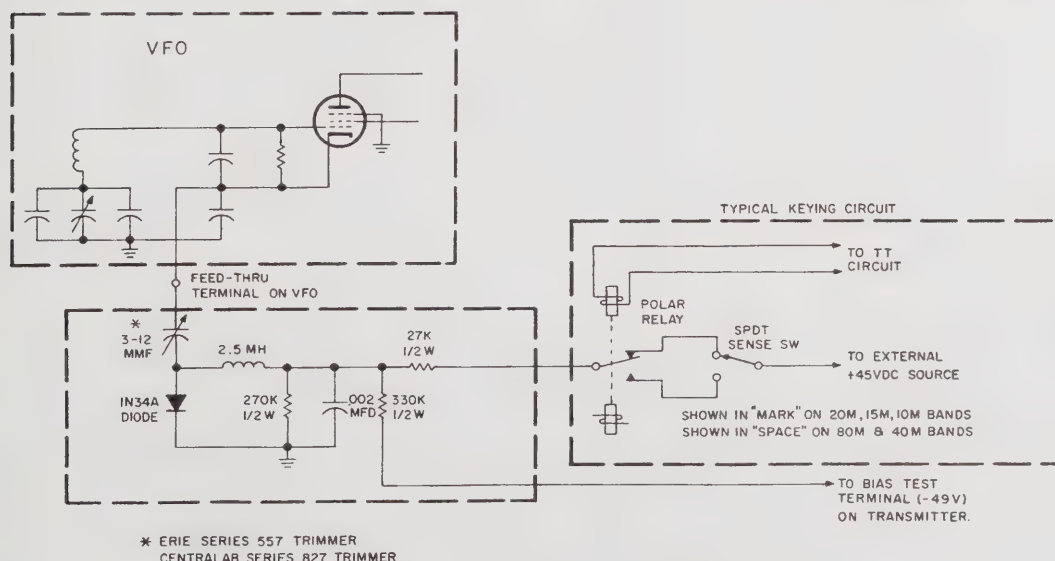 VFO
TYPICAL KEYING CIRCUIT
TO TT
CIRCUIT
FEED-THRU
TERMINAL ON VFO
POLAR
RELAY
*
3-12
MMF
2.5 MH
27K
1/2 W
SPDT
SENSE SW
TO EXTERNAL
+45VDC SOURCE
1N34A
DIODE
270K
1/2 W
.002
MFD
330K
1/2 W
SHOWN IN "MARK" ON 20M, 15M, 10M BANDS
SHOWN IN "SPACE" ON 80M & 40M BANDS
TO BIAS TEST
TERMINAL (-49V)
ON TRANSMITTER.
* ERIE SERIES 557 TRIMMER
CENTRALAB SERIES 827 TRIMMER